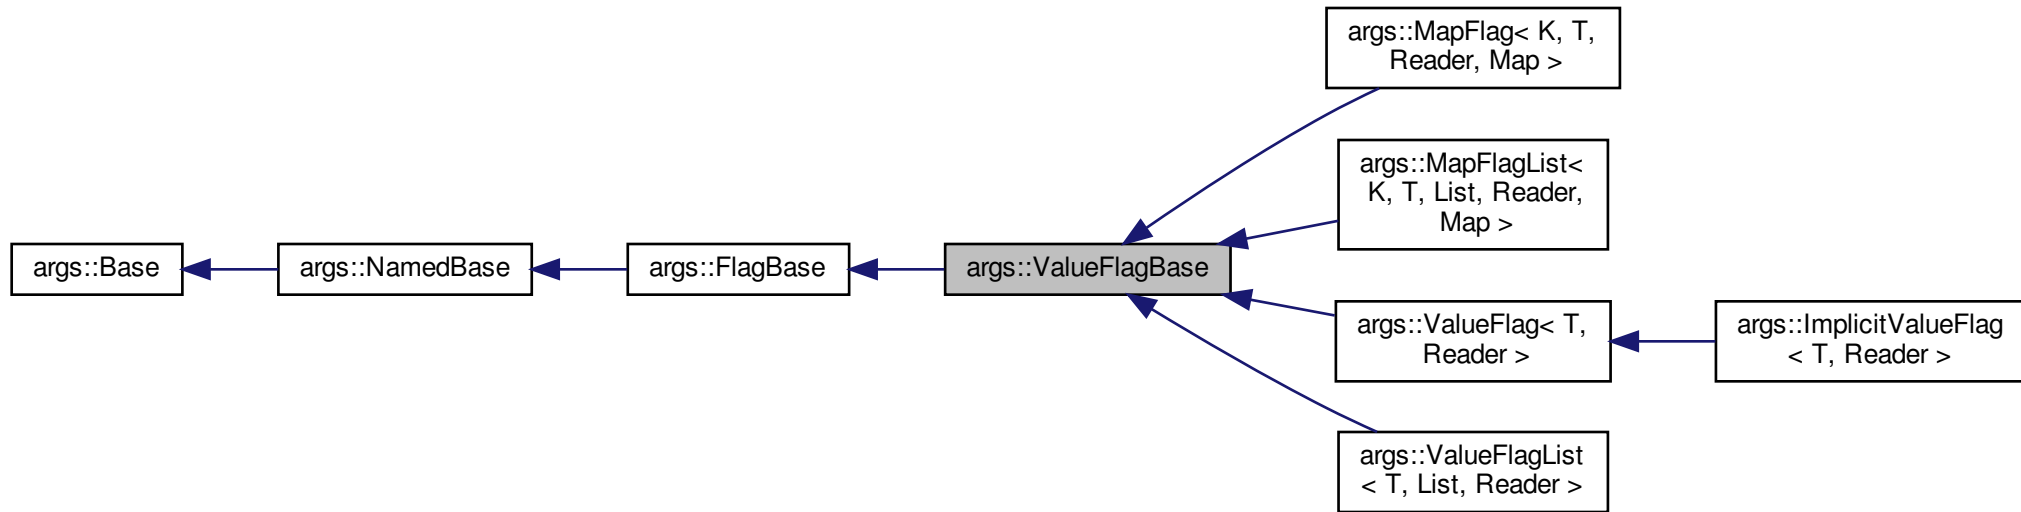 args::MapFlag< K, T,
Reader, Map >
args::MapFlagList<
K, T, List, Reader,
Map >
args::Base
args::NamedBase
args::FlagBase
args::ValueFlagBase
args::ValueFlag< T,
Reader >
args::ImplicitValueFlag
< T, Reader >
args::ValueFlagList
< T, List, Reader >